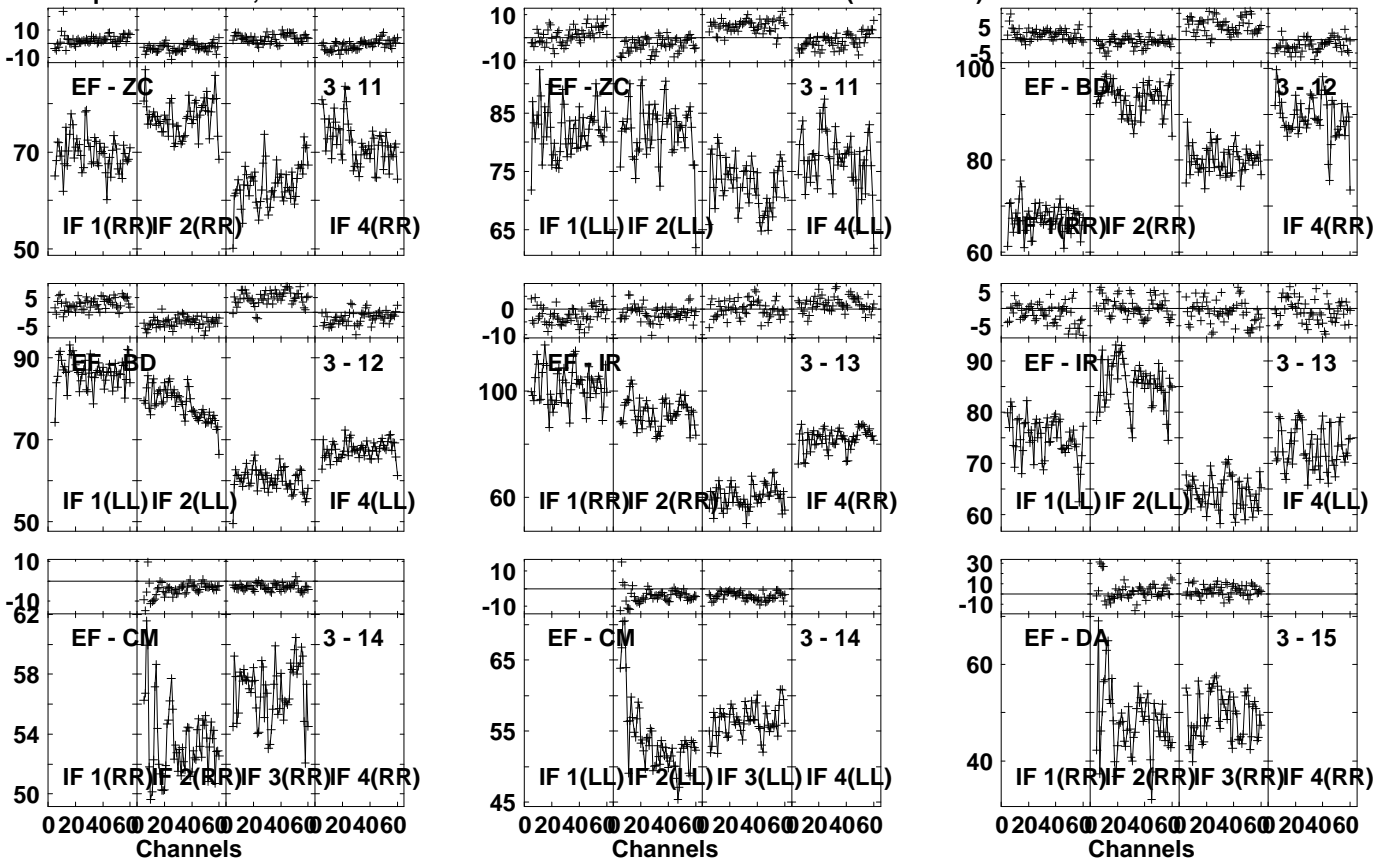 10
-10
EF - ZC
3 - 11
70
50
IF 1(RR)
IF 2(RR)
IF 4(RR)
10
-10
EF - ZC
3 - 11
85
75
65
IF 1(LL)
IF 2(LL)
IF 4(LL)
5
-5
100
EF - BD
3 - 12
80
60
IF 1(RR)
IF 2(RR)
IF 4(RR)
5
-5
90
EF - BD
3 - 12
70
50
IF 1(LL)
IF 2(LL)
IF 4(LL)
0
-10
EF - IR
3 - 13
100
60
IF 1(RR)
IF 2(RR)
IF 4(RR)
5
-5
90
EF - IR
3 - 13
80
70
60
IF 1(LL)
IF 2(LL)
IF 4(LL)
10
-10
62
EF - CM
3 - 14
58
54
50
IF 1(RR)
IF 2(RR)
IF 3(RR)
IF 4(RR)
0 20 40 60 0 20 40 60 0 20 40 60 0 20 40 60
Channels
10
-10
EF - CM
3 - 14
65
55
45
IF 1(LL)
IF 2(LL)
IF 3(LL)
IF 4(LL)
0 20 40 60 0 20 40 60 0 20 40 60 0 20 40 60
Channels
30
10
-10
EF - DA
3 - 15
60
40
IF 1(RR)
IF 2(RR)
IF 3(RR)
IF 4(RR)
0 20 40 60 0 20 40 60 0 20 40 60 0 20 40 60
Channels